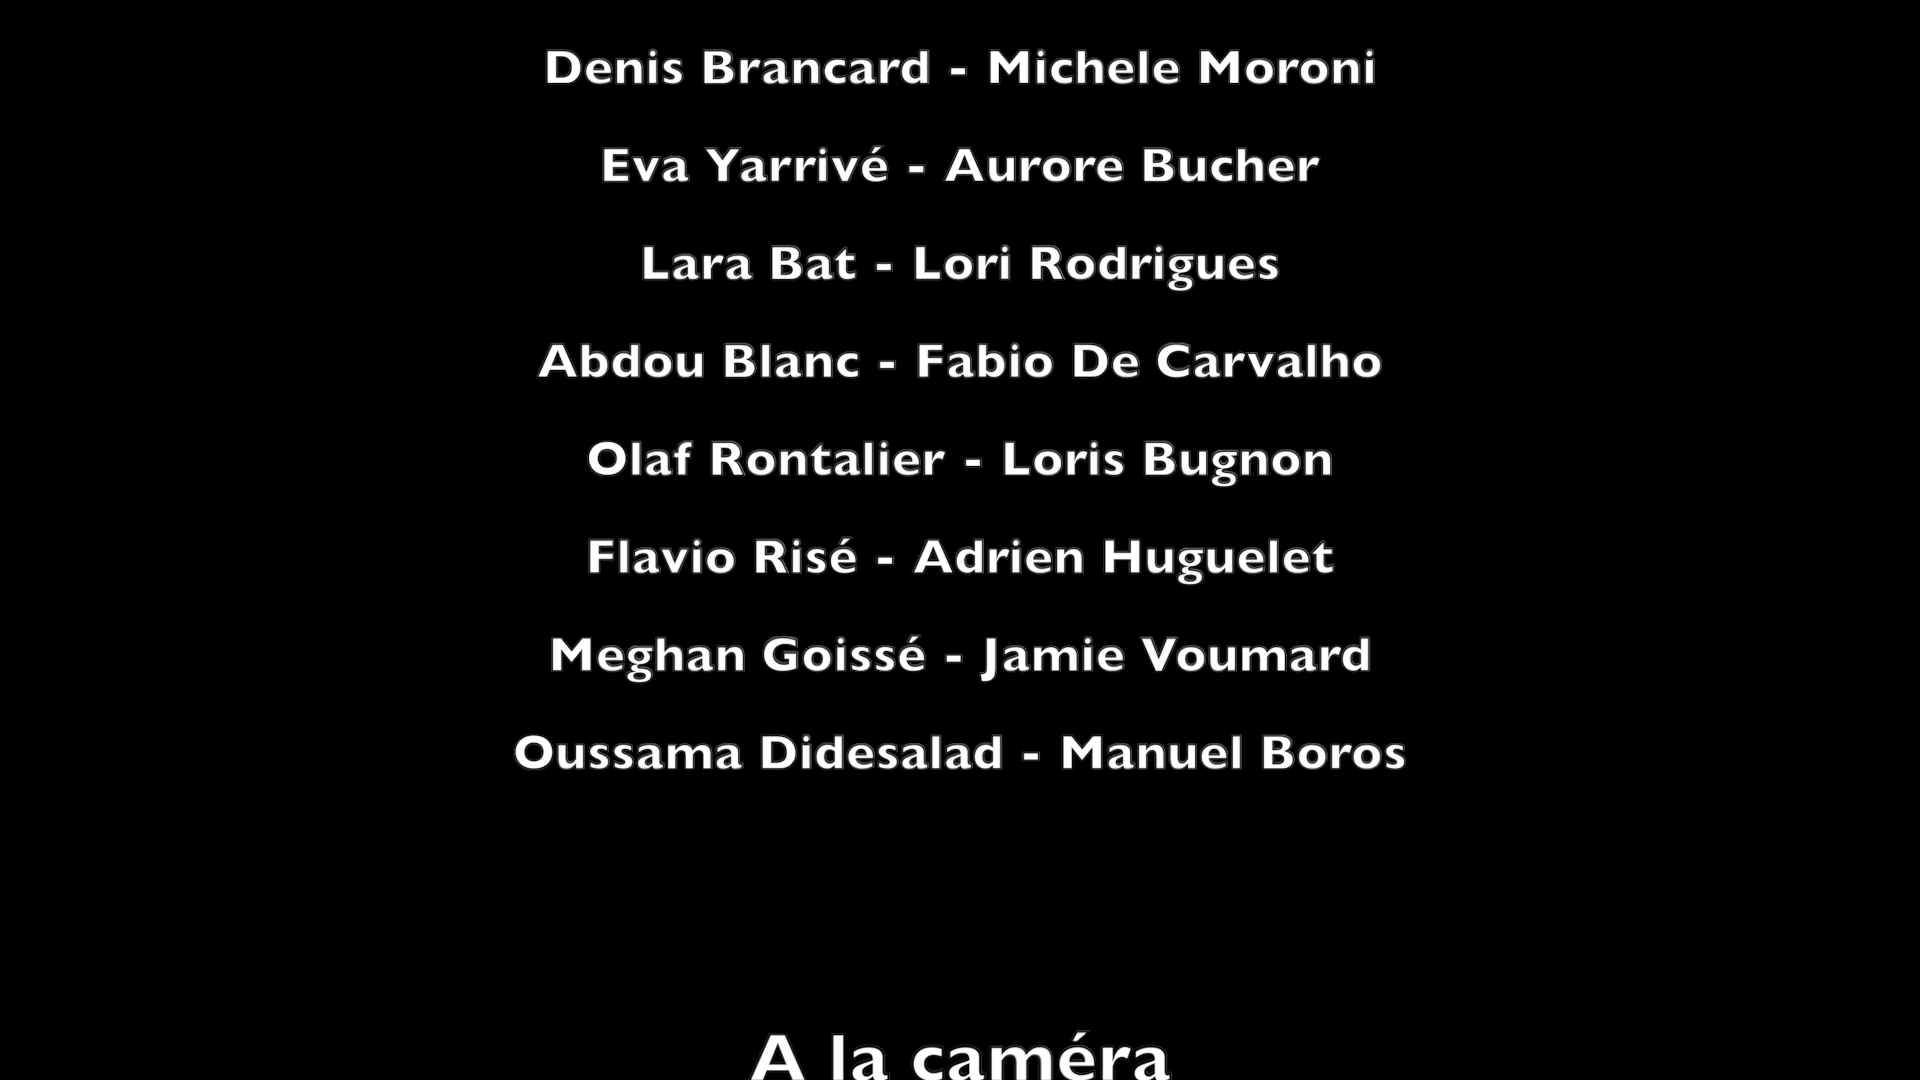 Denis Brancard - Michele Moroni
Eva Yarrivé - Aurore Bucher
Lara Bat - Lori Rodrigues
Abdou Blanc - Fabio De Carvalho
Olaf Rontalier - Loris Bugnon
Flavio Risé - Adrien Huguelet
Meghan Goissé - Jamie Voumard
Oussama Didesalad - Manuel Boros
A la caméra